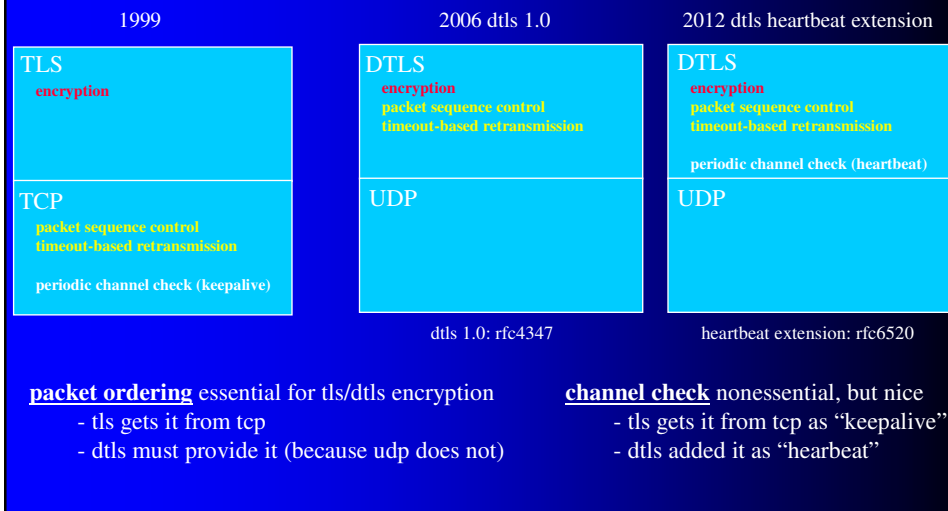 1999
TLS
encryption
TCP
packet sequence control
timeout-based retransmission
periodic channel check (keepalive)
2006 dtls 1.0
DTLS
encryption
packet sequence control
timeout-based retransmission
UDP
dtls 1.0: rfc4347
2012 dtls heartbeat extension
DTLS
encryption
packet sequence control
timeout-based retransmission
periodic channel check (heartbeat)
UDP
heartbeat extension: rfc6520
packet ordering essential for tls/dtls encryption
- tls gets it from tcp
- dtls must provide it (because udp does not)
channel check nonessential, but nice
- tls gets it from tcp as “keepalive”
- dtls added it as “hearbeat”